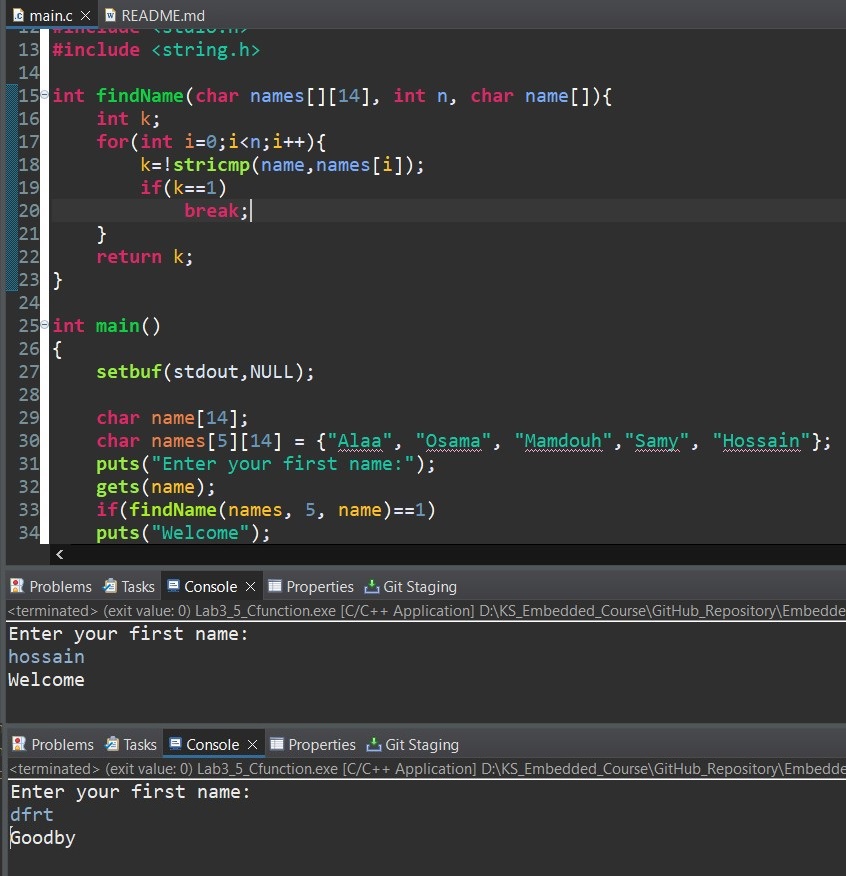 main.c README.md
12 #include <stdio.h>
13 #include <string.h>
14
15 int findName(char names[][14], int n, char name[]){
16     int k;
17     for(int i=0;i<n;i++){
18         k=!stricmp(name,names[i]);
19         if(k==1)
20             break;
21     }
22     return k;
23 }
24
25 int main()
26 {
27     setbuf(stdout,NULL);
28
29     char name[14];
30     char names[5][14] = {"Alaa", "Osama", "Mamdouh","Samy", "Hossain"};
31     puts("Enter your first name:");
32     gets(name);
33     if(findName(names, 5, name)==1)
34     puts("Welcome");
Problems Tasks Console Properties Git Staging
<terminated> (exit value: 0) Lab3_5_Cfunction.exe [C/C++ Application] D:\KS_Embedded_Course\GitHub_Repository\Embedde
Enter your first name:
hossain
Welcome
Problems Tasks Console Properties Git Staging
<terminated> (exit value: 0) Lab3_5_Cfunction.exe [C/C++ Application] D:\KS_Embedded_Course\GitHub_Repository\Embedde
Enter your first name:
dfrt
Goodby